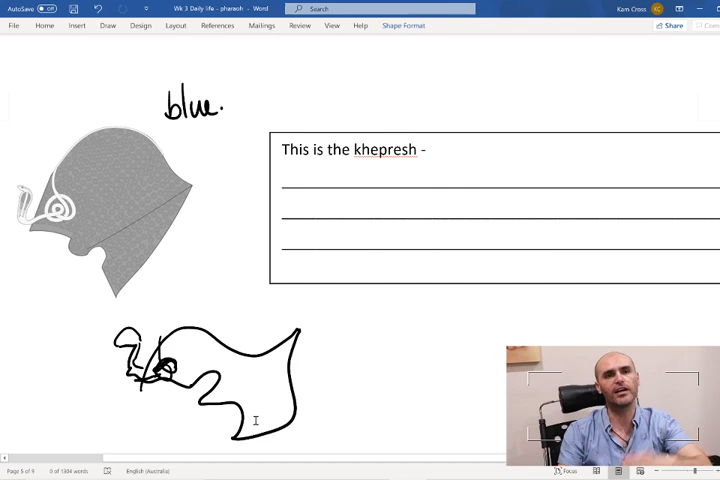 AutoSave Off
Wk 3 Daily life - pharaoh - Word
Search
Kam Cross
KC
File Home Insert Draw Design Layout References Mailings Review View Help Shape Format
Share
blue.
This is the khepresh -
Page 5 of 9 0 of 1304 words English (Australia)
Focus